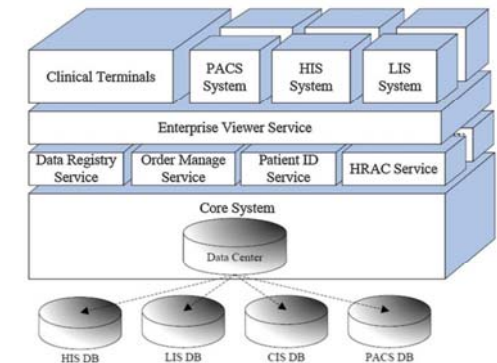 Clinical Terminals
PACS
System
HIS
System
LIS
System
Enterprise Viewer Service
Data Registry
Service
Order Manage
Service
Patient ID
Service
HRAC Service
Core System
Data Center
HIS DB
LIS DB
CIS DB
PACS DB